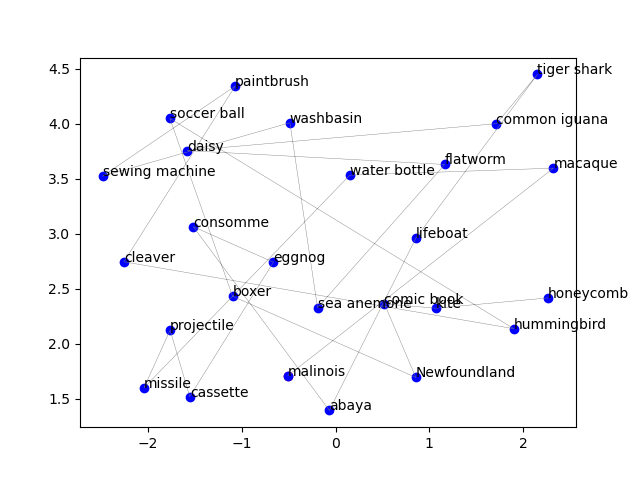 4.5
4.0
3.5
3.0
2.5
2.0
1.5
−2
−1
0
1
2
tiger shark
paintbrush
soccer ball
washbasin
common iguana
daisy
flatworm
macaque
sewing machine
water bottle
consomme
lifeboat
cleaver
eggnog
boxer
sea anemone
comic book
kite
honeycomb
projectile
hummingbird
missile
cassette
malinois
Newfoundland
abaya